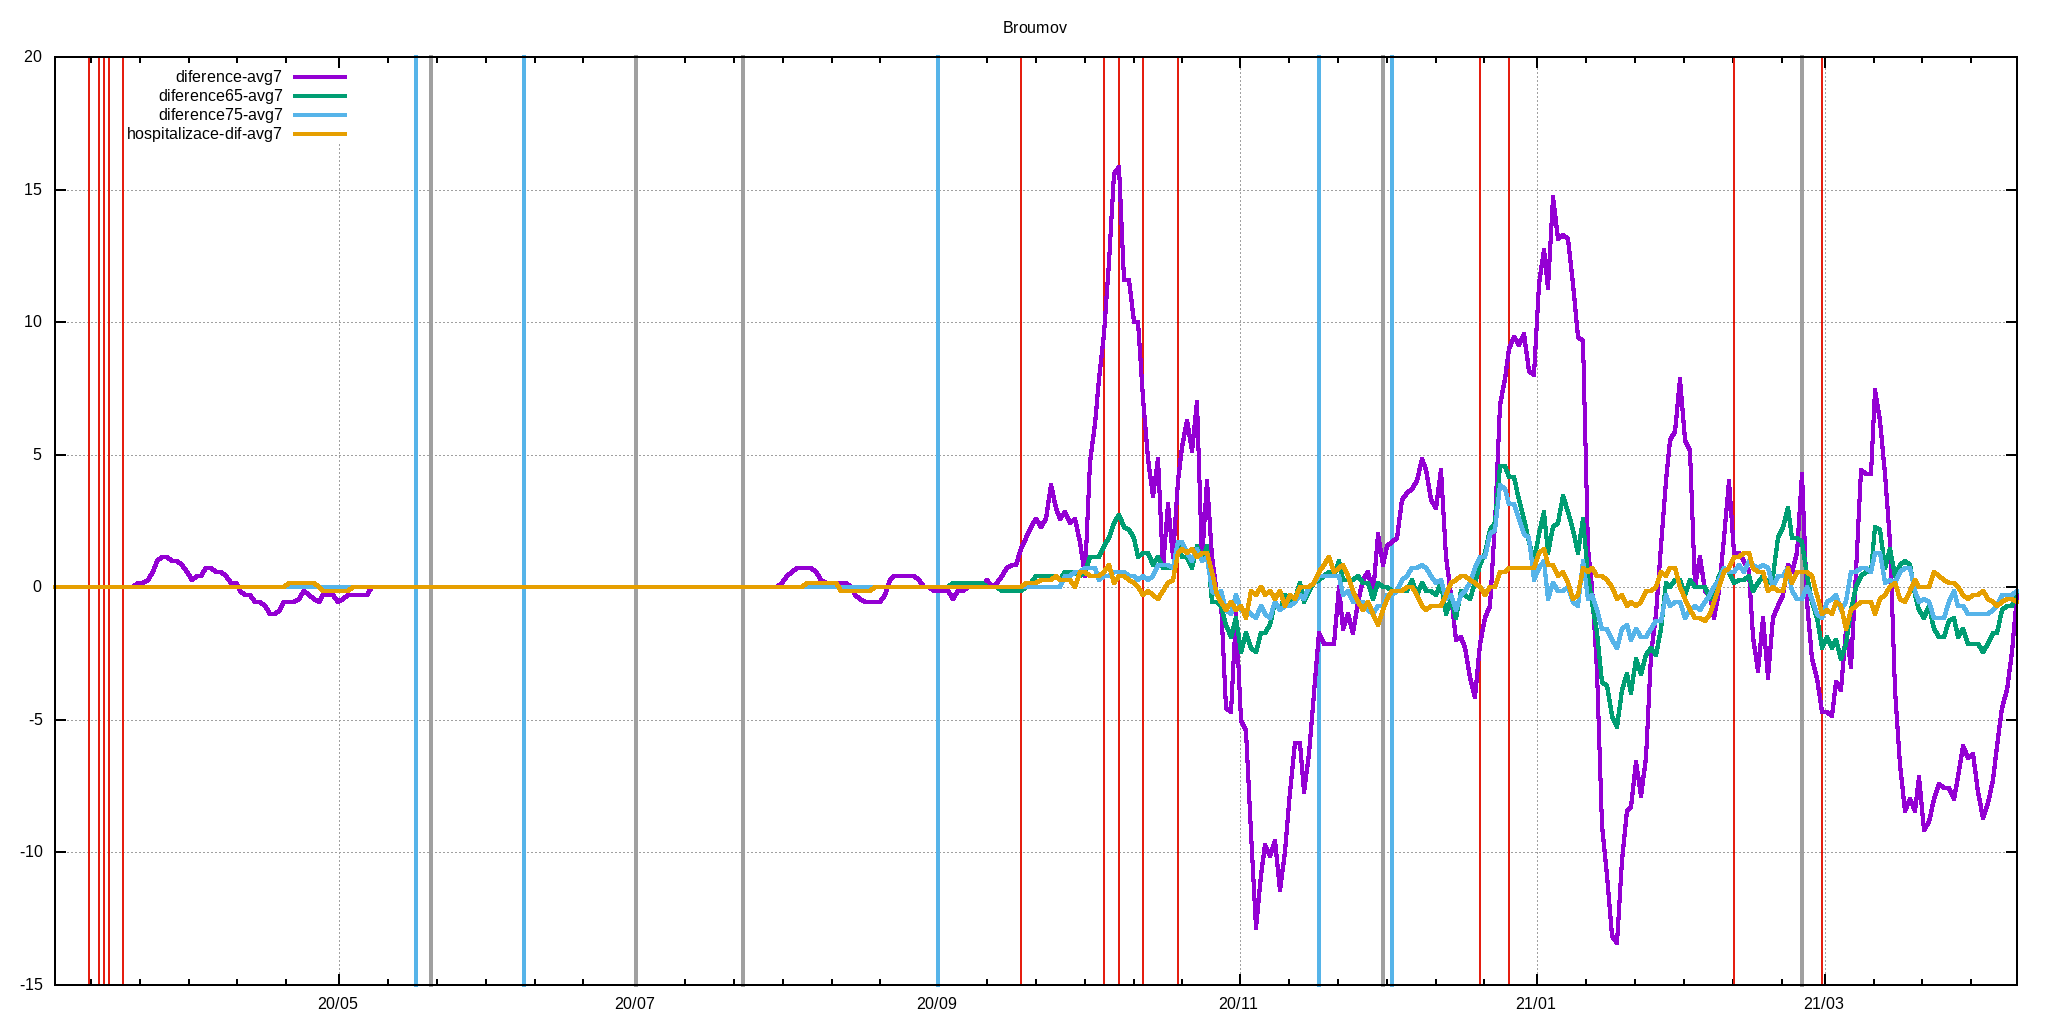 Broumov
20
diference-avg7
diference65-avg7
diference75-avg7
hospitalizace-dif-avg7
15
10
5
0
-5
-10
-15
20/05 20/07 20/09 20/11 21/01 21/03